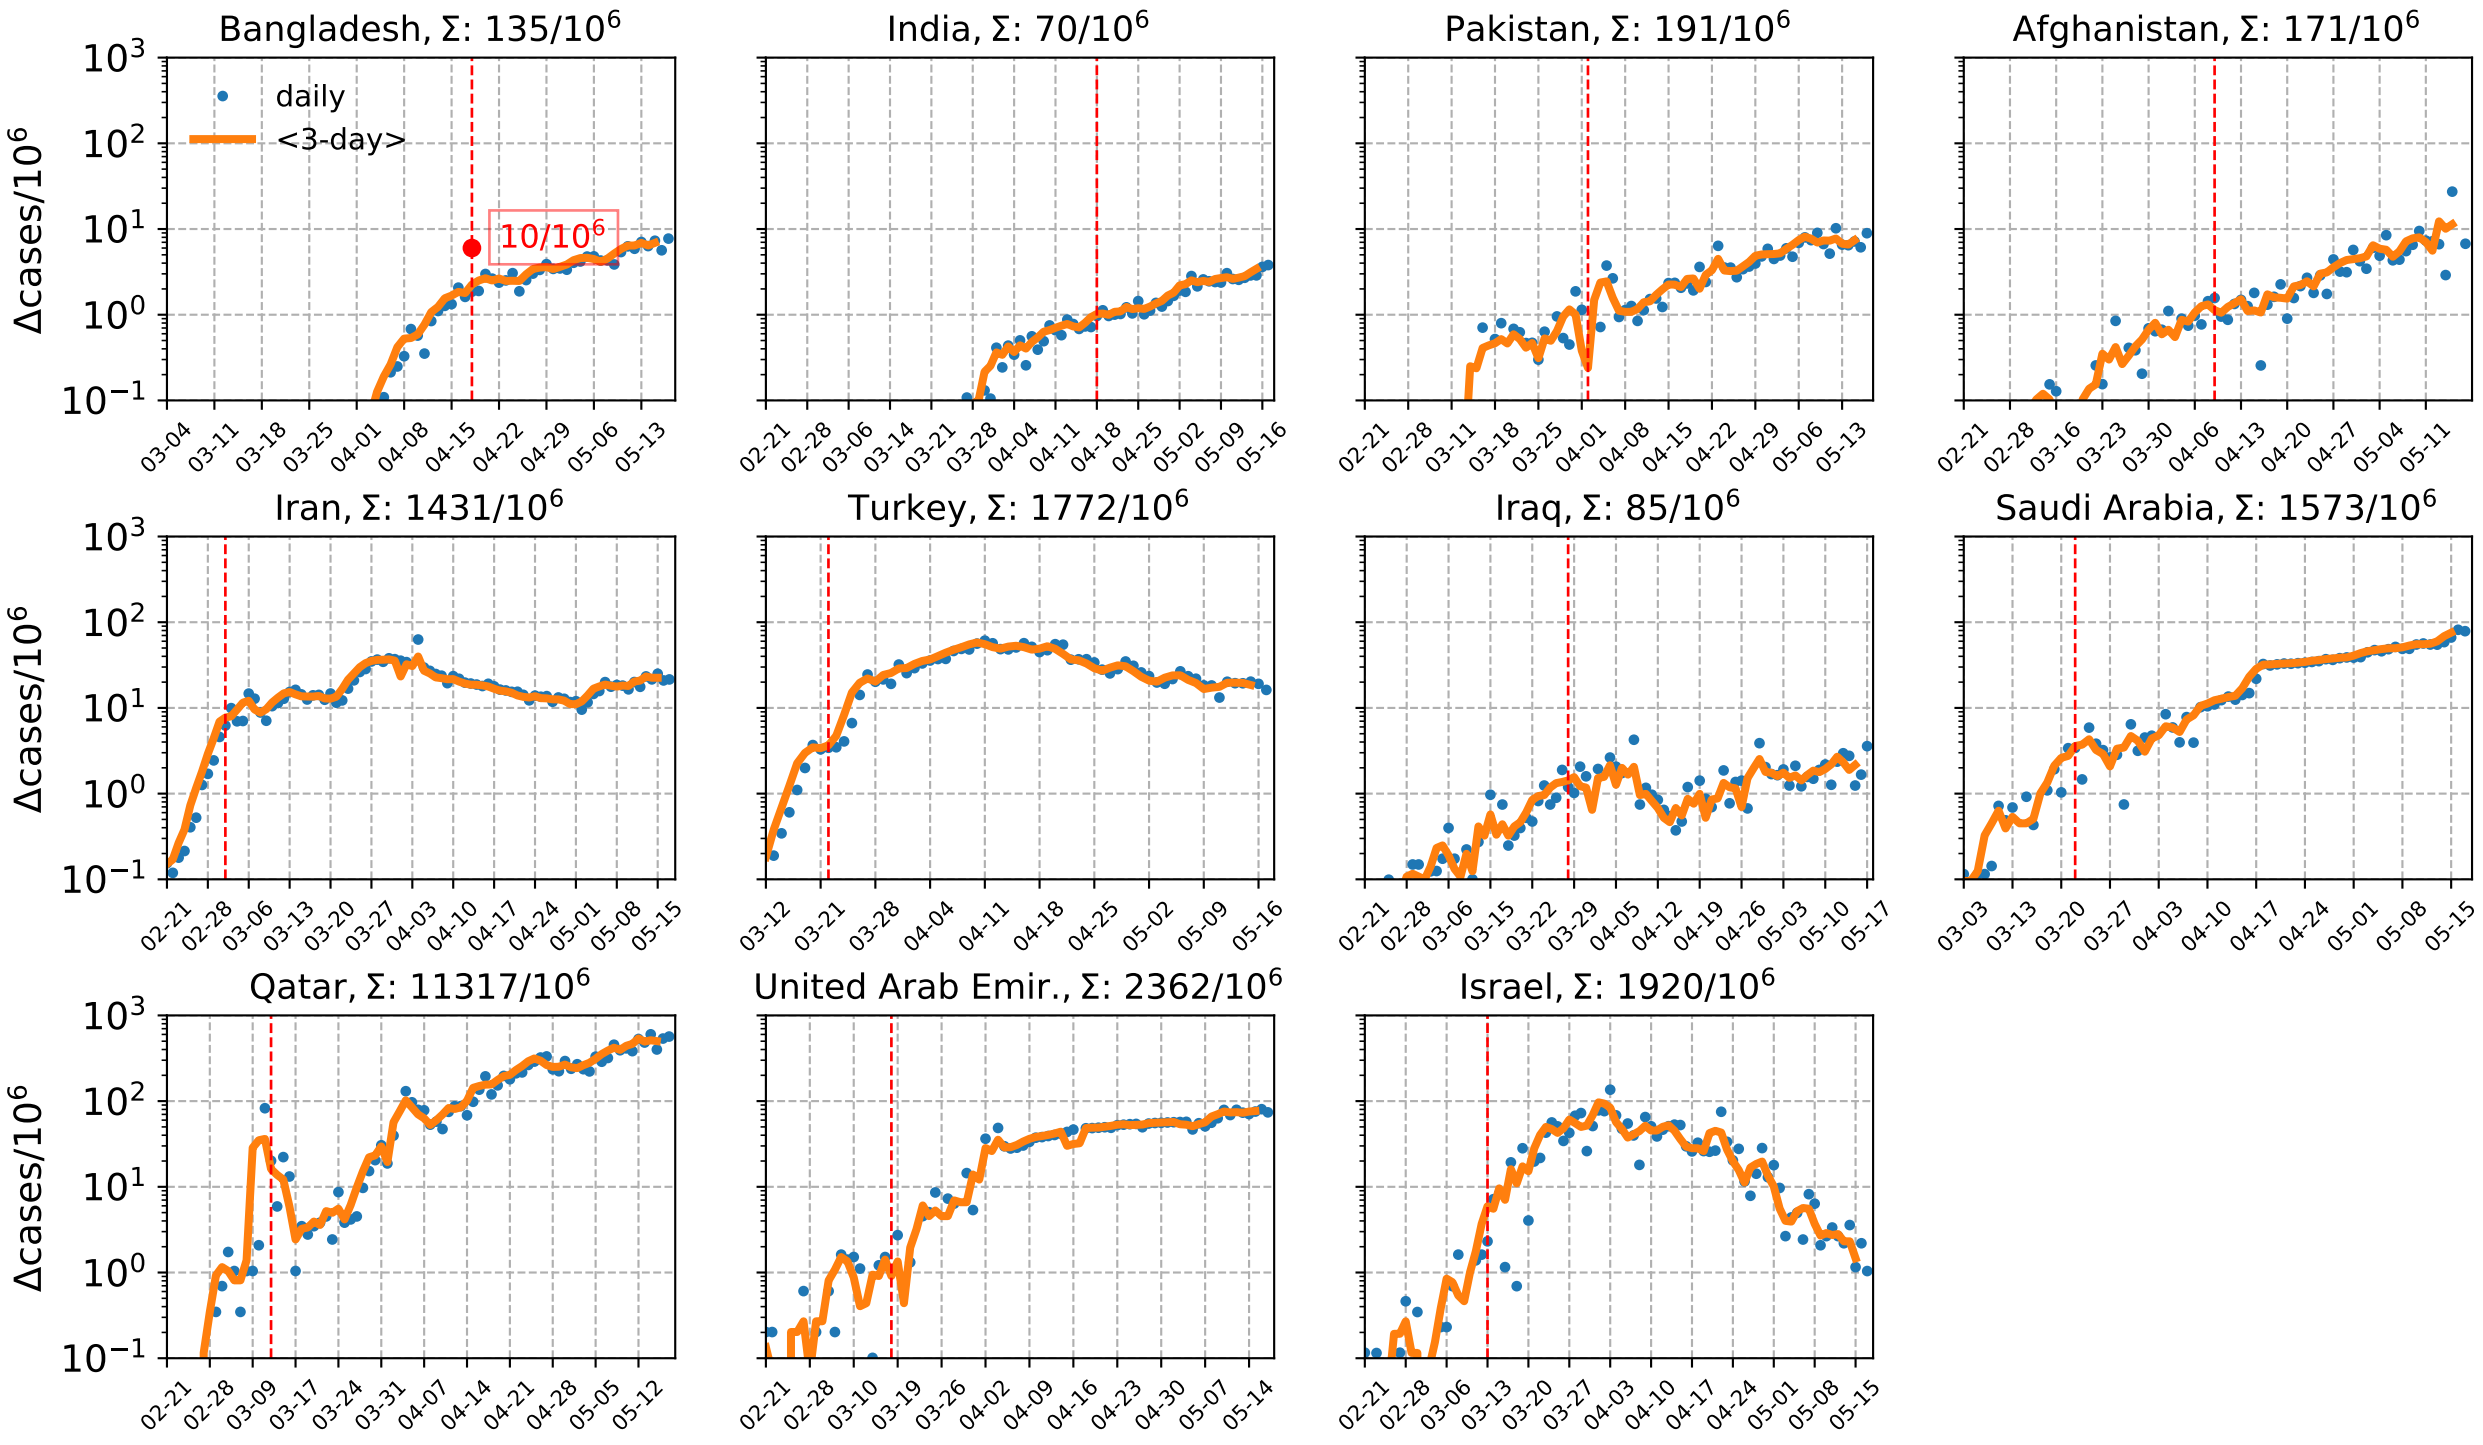 Bangladesh, Σ: 135/10⁶
India, Σ: 70/10⁶
Pakistan, Σ: 191/10⁶
Afghanistan, Σ: 171/10⁶
Δcases/10⁶
10³
10²
10¹
10⁰
10⁻¹
daily
<3-day>
10/10⁶
03-04 03-11 03-18 03-25 04-01 04-08 04-15 04-22 04-29 05-06 05-13
02-21 02-28 03-06 03-14 03-21 03-28 04-04 04-11 04-18 04-25 05-02 05-09 05-16
02-21 02-28 03-11 03-18 03-25 04-01 04-08 04-15 04-22 04-29 05-06 05-13
02-21 02-28 03-16 03-23 03-30 04-06 04-13 04-20 04-27 05-04 05-11
Iran, Σ: 1431/10⁶
Turkey, Σ: 1772/10⁶
Iraq, Σ: 85/10⁶
Saudi Arabia, Σ: 1573/10⁶
Δcases/10⁶
10³
10²
10¹
10⁰
10⁻¹
02-21 02-28 03-06 03-13 03-20 03-27 04-03 04-10 04-17 04-24 05-01 05-08 05-15
03-12 03-21 03-28 04-04 04-11 04-18 04-25 05-02 05-09 05-16
02-21 02-28 03-06 03-15 03-22 03-29 04-05 04-12 04-19 04-26 05-03 05-10 05-17
03-03 03-13 03-20 03-27 04-03 04-10 04-17 04-24 05-01 05-08 05-15
Qatar, Σ: 11317/10⁶
United Arab Emir., Σ: 2362/10⁶
Israel, Σ: 1920/10⁶
Δcases/10⁶
10³
10²
10¹
10⁰
10⁻¹
02-21 02-28 03-09 03-17 03-24 03-31 04-07 04-14 04-21 04-28 05-05 05-12
02-21 02-28 03-10 03-19 03-26 04-02 04-09 04-16 04-23 04-30 05-07 05-14
02-21 02-28 03-06 03-13 03-20 03-27 04-03 04-10 04-17 04-24 05-01 05-08 05-15